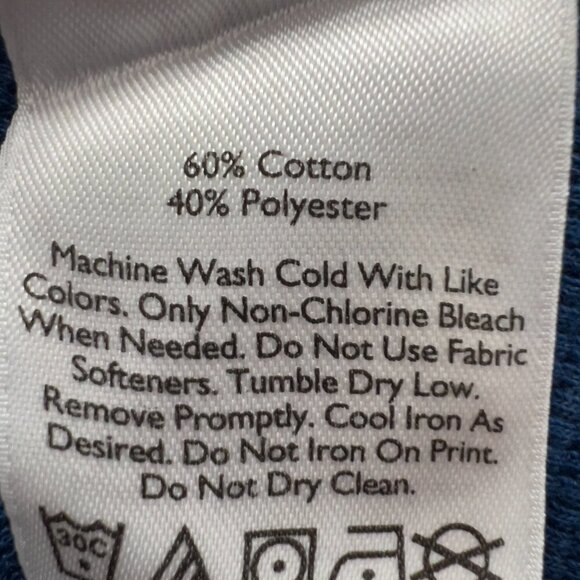 60% Cotton
40% Polyester
Machine Wash Cold With Like
Colors. Only Non-Chlorine Bleach
When Needed. Do Not Use Fabric
Softeners. Tumble Dry Low.
Remove Promptly. Cool Iron As
Desired. Do Not Iron On Print.
Do Not Dry Clean.
30C